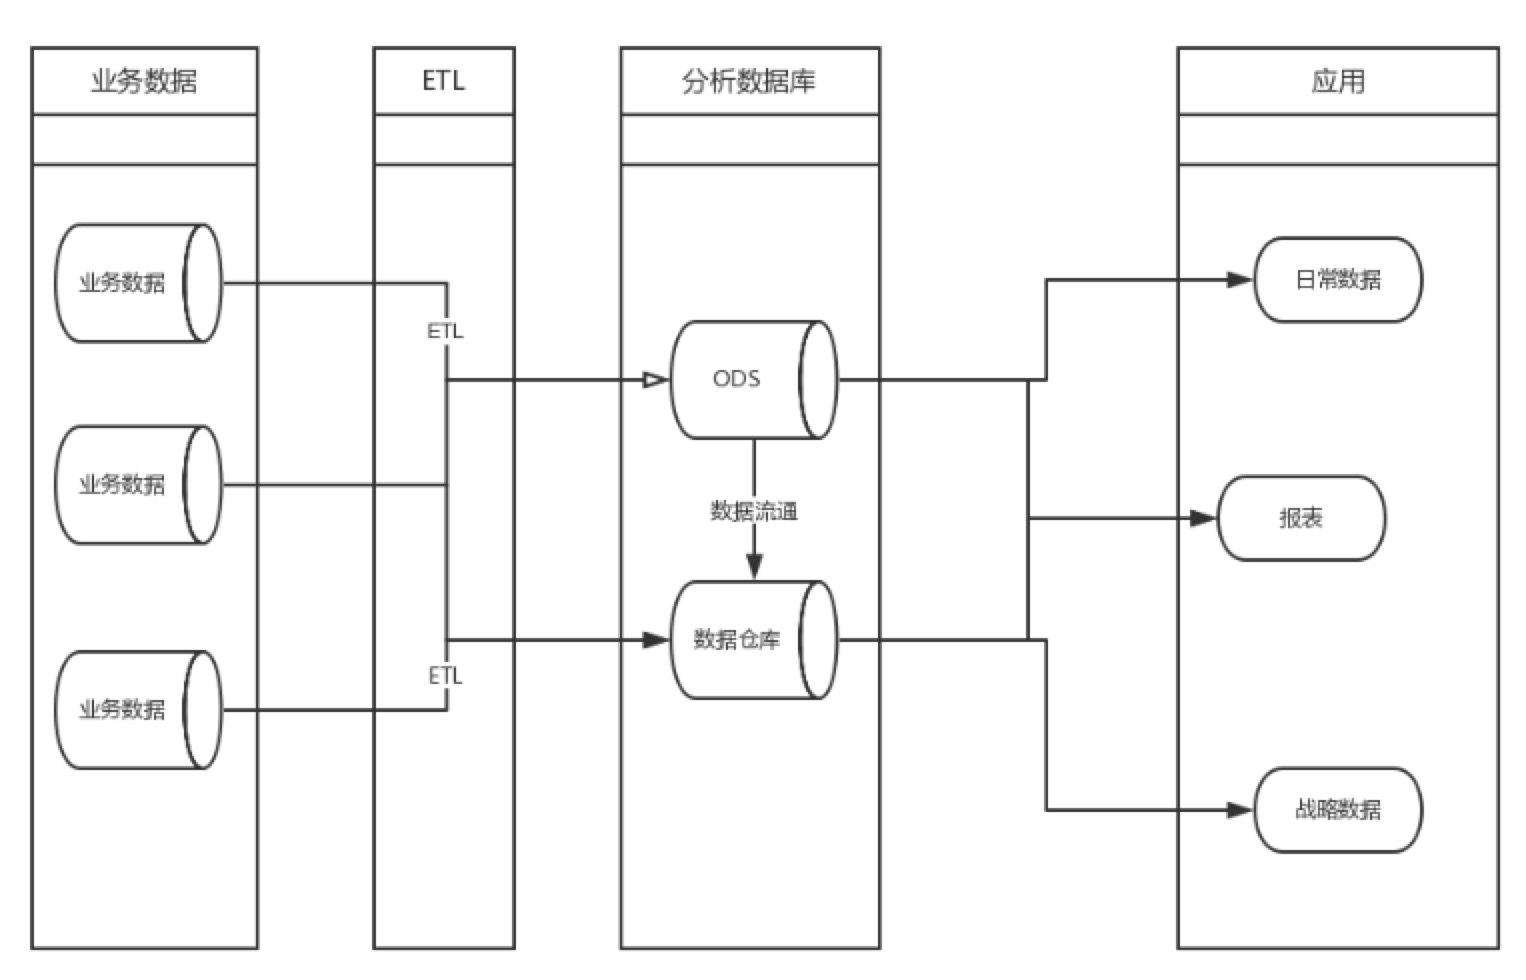 业务数据
ETL
分析数据库
应用
业务数据
日常数据
ETL
ODS
业务数据
数据流通
报表
数据仓库
ETL
业务数据
战略数据